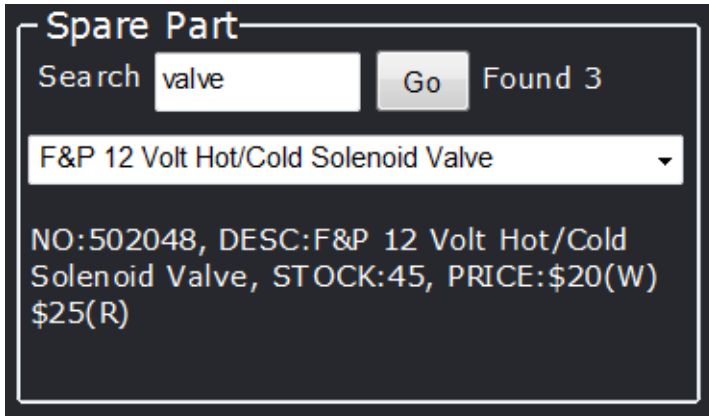 Spare Part
Search valve Go Found 3
F&P 12 Volt Hot/Cold Solenoid Valve
NO:502048, DESC:F&P 12 Volt Hot/Cold
Solenoid Valve, STOCK:45, PRICE:$20(W)
$25(R)